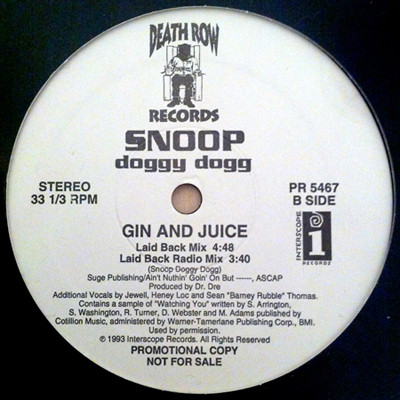 DEATH ROW
RECORDS
SNOOP
doggy dogg
STEREO
33 1/3 RPM
PR 5467
B SIDE
INTERSCOPE
RECORDS
GIN AND JUICE
Laid Back Mix 4:48
Laid Back Radio Mix 3:40
(Snoop Doggy Dogg)
Suge Publishing/Ain't Nuthin' Goin' On But ------, ASCAP
Produced by Dr. Dre
Additional Vocals by Jewell, Heney Loc and Sean "Barney Rubble" Thomas.
Contains a sample of "Watching You" written by S. Arrington,
S. Washington, R. Turner, D. Webster and M. Adams published by
Cotillion Music, administered by Warner-Tamerlane Publishing Corp., BMI.
Used by permission.
℗ 1993 Interscope Records. All Rights Reserved
PROMOTIONAL COPY
NOT FOR SALE